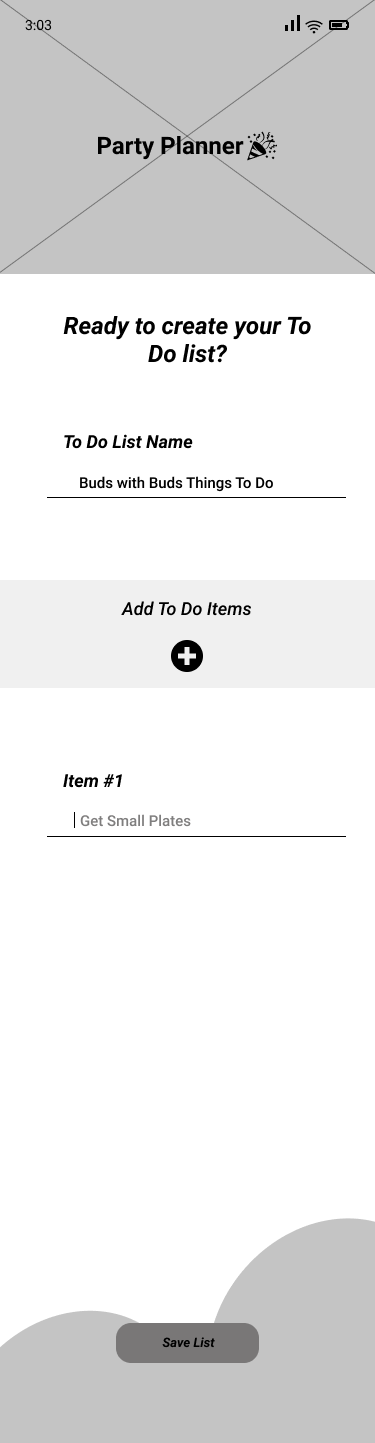 3:03
Party Planner
Ready to create your To
Do list?
To Do List Name
Buds with Buds Things To Do
Add To Do Items
Item #1
Get Small Plates
Save List